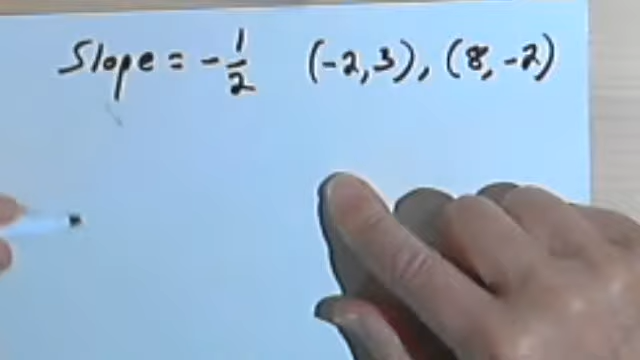 Slope = -1/2 (-2,3), (8,-2)